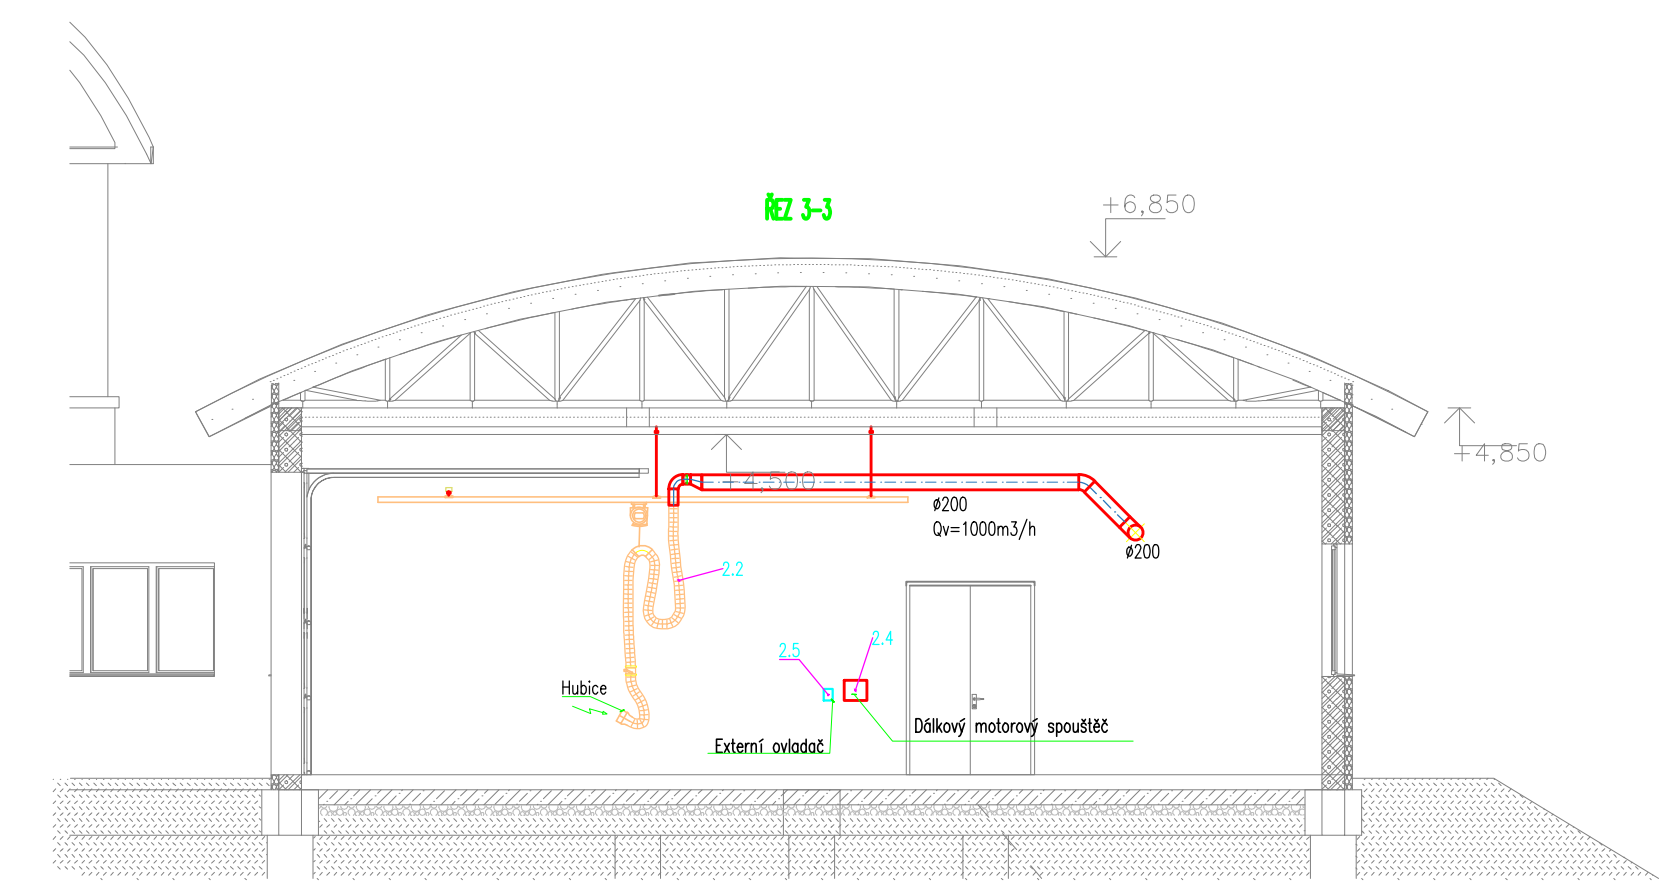 ŘEZ 3-3
+6,850
+4,850
+4,500
ø200
Qv=1000m3/h
ø200
2.2
2.4
2.5
Hubice
Dálkový motorový spouštěč
Externí ovladač